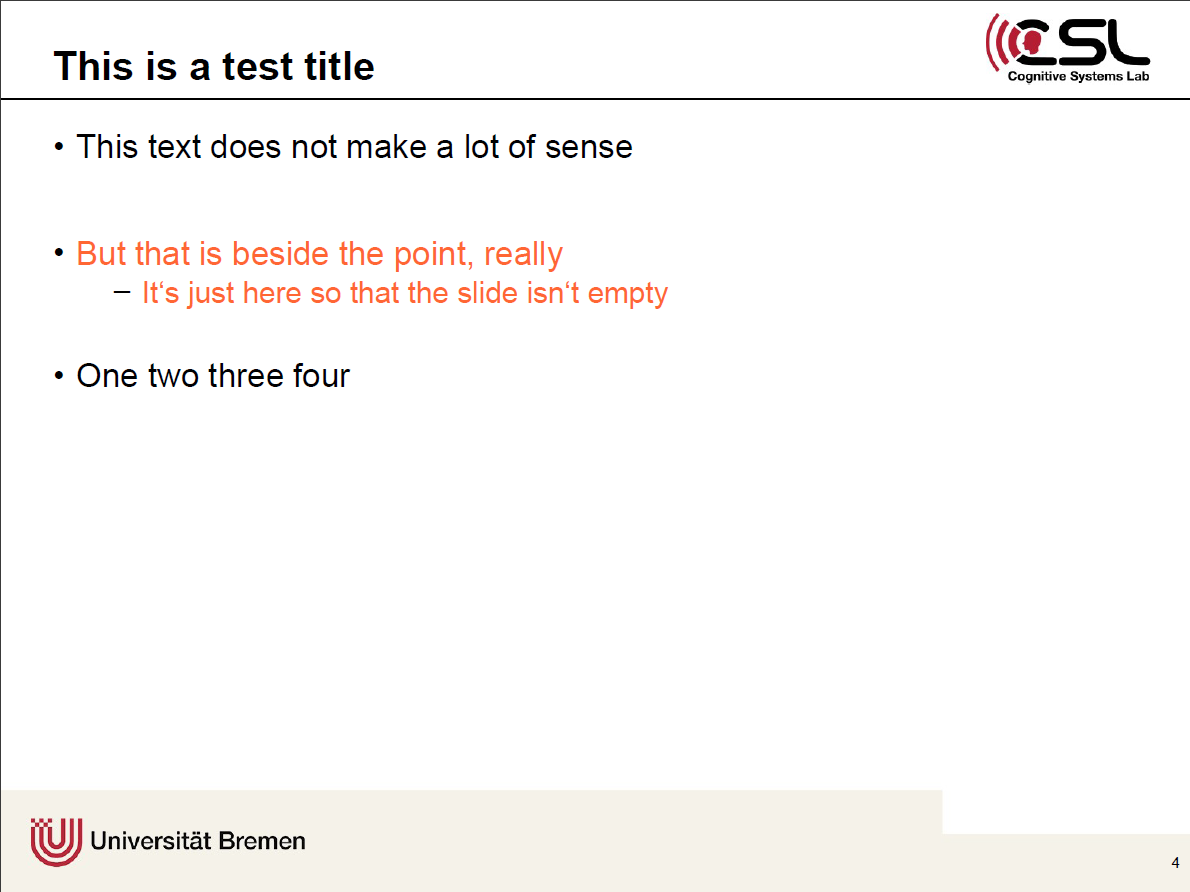 This is a test title
CSL
Cognitive Systems Lab
• This text does not make a lot of sense
• But that is beside the point, really
– It‘s just here so that the slide isn‘t empty
• One two three four
Universität Bremen
4